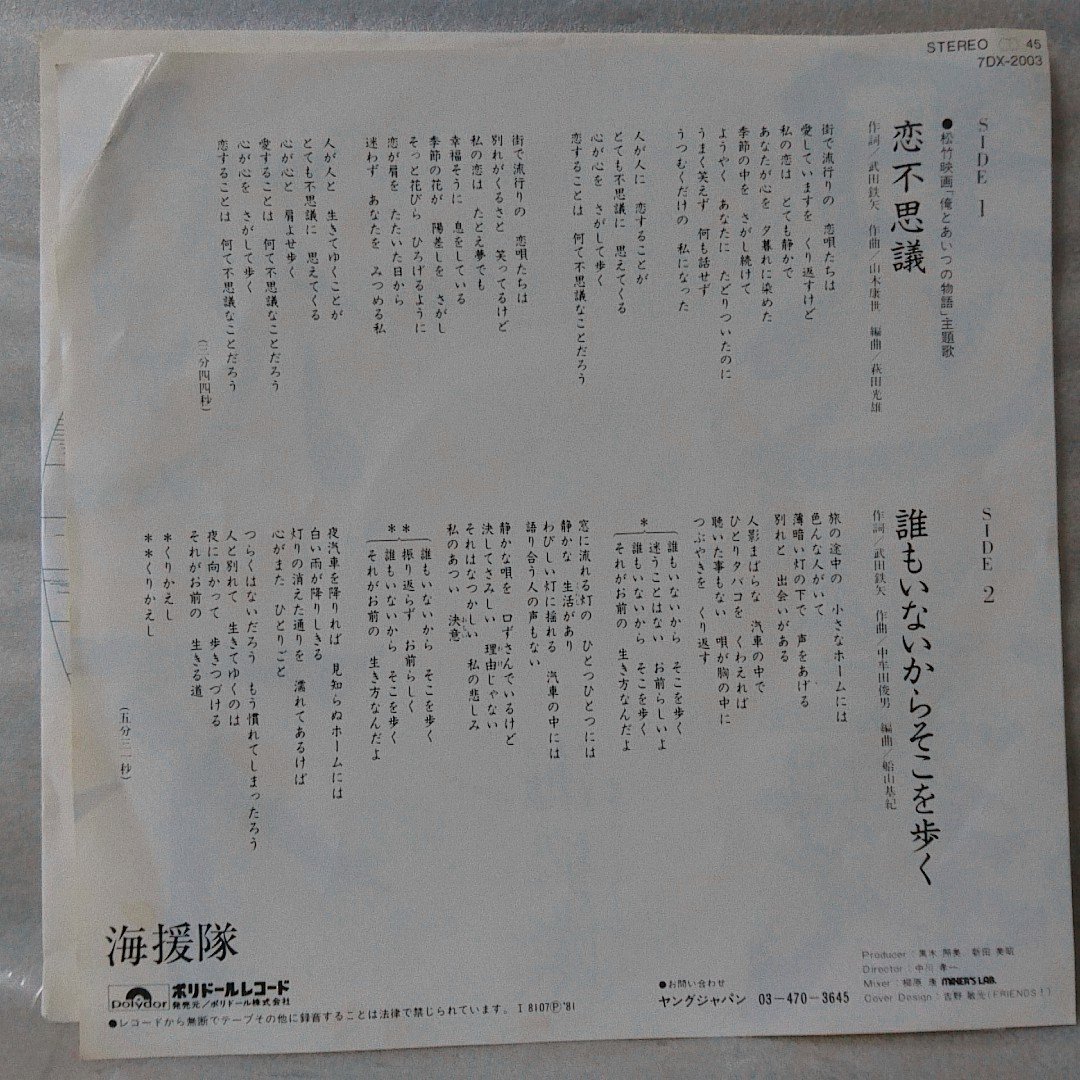 STEREO 45
7DX-2003
SIDE 1
●松竹映画「俺とあいつの物語」主題歌
恋不思議
作詞／武田鉄矢 作曲／山木康世 編曲／萩田光雄
街で流行りの 恋唄たちは
愛していますを くり返すけど
私の恋は とても静かで
あなたが心を 夕暮れに染めた
季節の中を さがし続けて
ようやく あなたに たどりついたのに
うまく笑えず 何も話せず
うつむくだけの 私になった
人が人に 恋することが
とても不思議に 思えてくる
心が心を さがして歩く
恋することは 何て不思議なことだろう
街で流行りの 恋唄たちは
別れがくるさと 笑ってるけど
私の恋は たとえ夢でも
幸福そうに 息をしている
季節の花が 陽差しを さがし
そっと花びら ひろげるように
恋が肩を たたいた日から
迷わず あなたを みつめる私
人が人と 生きてゆくことが
とても不思議に 思えてくる
心が心と 肩よせ歩く
愛することは 何て不思議なことだろう
心が心を さがして歩く
恋することは 何て不思議なことだろう
(三分四四秒)
SIDE 2
誰もいないからそこを歩く
作詞／武田鉄矢 作曲／中牟田俊男 編曲／船山基紀
旅の途中の 小さなホームには
色んな人がいて
薄暗い灯の下で 声をあげる
別れと 出会いがある
人影まばらな 汽車の中で
ひとりタバコを くわえれば
聴いた事もない 唄が胸の中に
つぶやきを くり返す
*
誰もいないから そこを歩く
迷うことはない お前らしいよ
誰もいないから そこを歩く
それがお前の 生き方なんだよ
窓に流れる灯の ひとつひとつには
静かな 生活があり
わびしい灯に揺れる 汽車の中には
語り合う人の声もない
静かな唄を 口ずさんでいるけど
決してさみしい 理由じゃない
それはなつかしい 私の悲しみ
私のあつい 決意
**
誰もいないから そこを歩く
振り返らず お前らしく
誰もいないから そこを歩く
それがお前の 生き方なんだよ
夜汽車を降りれば 見知らぬホームには
白い雨が降りしきる
灯りの消えた通りを 濡れてあるけば
心がまた ひとりごと
つらくはないだろう もう慣れてしまったろう
人と別れて 生きてゆくのは
夜に向かって 歩きつづける
それがお前の 生きる道
*くりかえし
**くりかえし
(五分三一秒)
海援隊
Polydor ポリドールレコード
発売元／ポリドール株式会社
●レコードから無断でテープその他に録音することは法律で禁じられています。 I 8107Ⓟ'81
●お問い合わせ
ヤングジャパン 03-470-3645
Producer：黒木 照美、新田 美昭
Director：中川 幸一
Mixer：柳原 MINER'S LAB.
Cover Design：吉野 敏光(FRIENDS!)